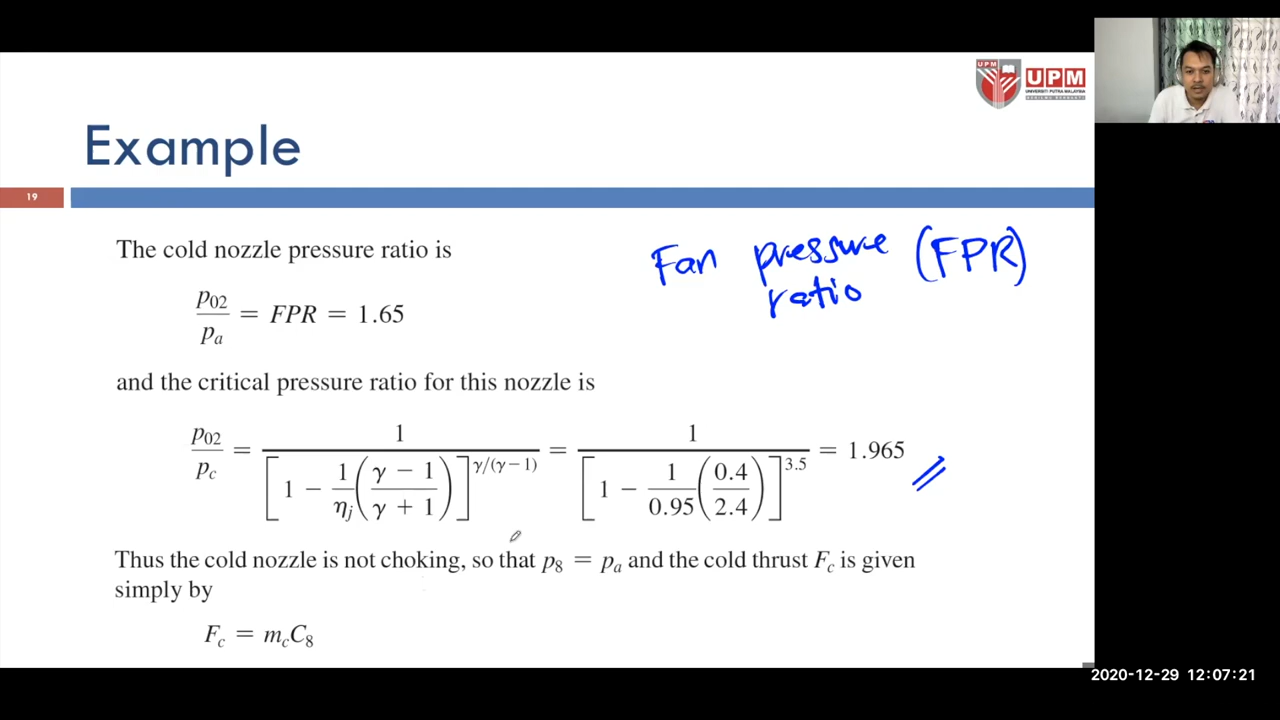 UPM
UPM
UNIVERSITI PUTRA MALAYSIA
Example
19
The cold nozzle pressure ratio is
Fan pressure (FPR)
ratio
p02/pa = FPR = 1.65
and the critical pressure ratio for this nozzle is
p02/pc = 1/[1 − 1/ηj((γ − 1)/(γ + 1))]^γ/(γ−1) = 1/[1 − 1/0.95(0.4/2.4)]^3.5 = 1.965
Thus the cold nozzle is not choking, so that p8 = pa and the cold thrust Fc is given
simply by
Fc = mcC8
2020-12-29 12:07:21